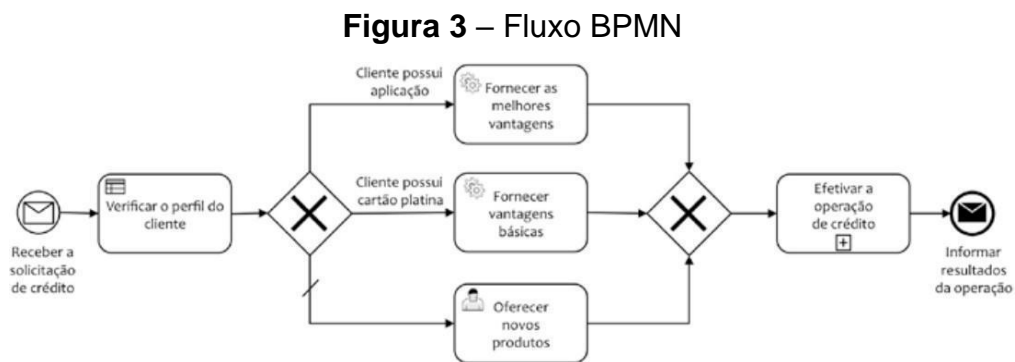 Figura 3 – Fluxo BPMN
Cliente possui
aplicação
Fornecer as
melhores
vantagens
Verificar o perfil do
cliente
Cliente possui
cartão platina
Fornecer
vantagens
básicas
Efetivar a
operação
de crédito
Receber a
solicitação
de crédito
Informar
resultados
da operação
Oferecer
novos
produtos